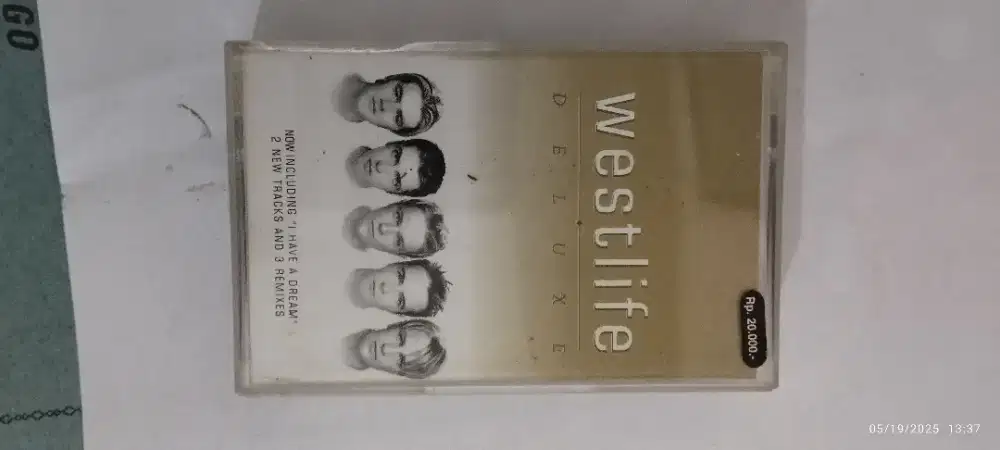 GO
westlife
DELUXE
NOW INCLUDING "I HAVE A DREAM"
2 NEW TRACKS AND 3 REMIXES
Rp. 20.000,-
05/19/2025 13:37